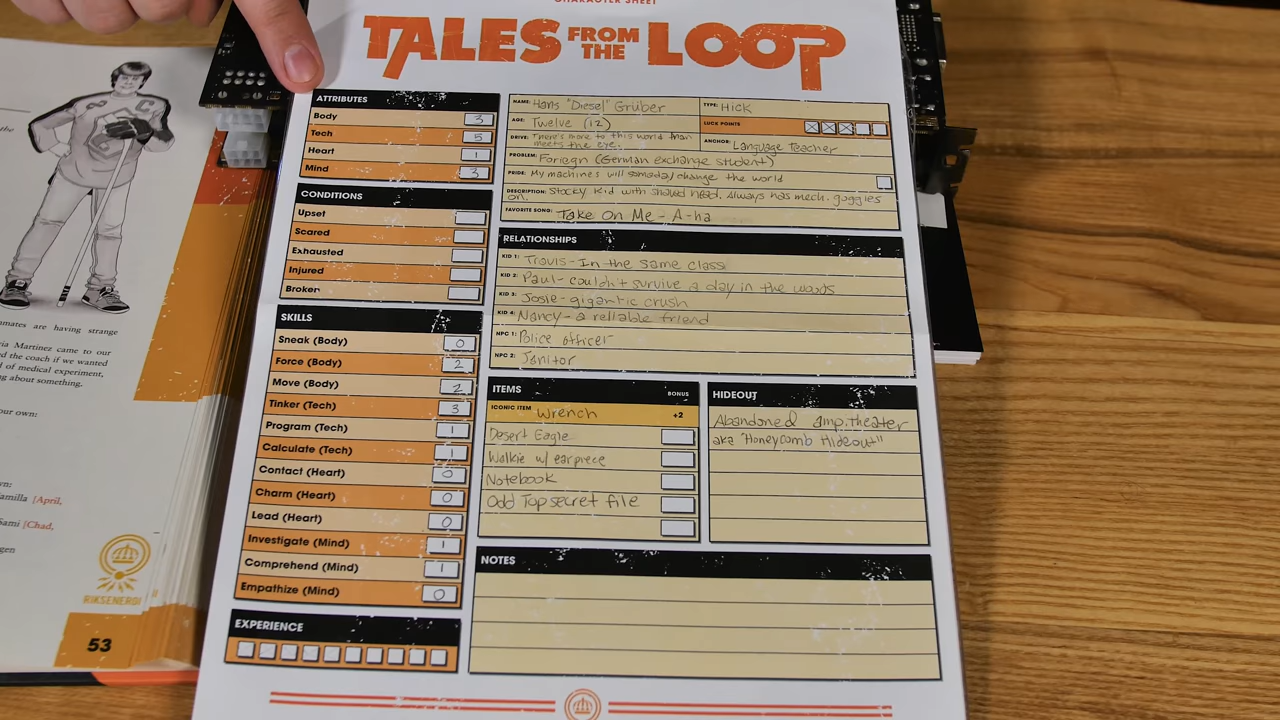 CHARACTER SHEET
TALES FROM THE LOOP
ATTRIBUTES
Body 3
Tech 5
Heart 1
Mind 3
CONDITIONS
Upset
Scared
Exhausted
Injured
Broken
SKILLS
Sneak (Body) 0
Force (Body) 2
Move (Body) 2
Tinker (Tech) 3
Program (Tech) 1
Calculate (Tech) 1
Contact (Heart) 0
Charm (Heart) 0
Lead (Heart) 0
Investigate (Mind) 1
Comprehend (Mind) 1
Empathize (Mind) 0
EXPERIENCE
NAME: Hans "Diesel" Grüber
TYPE: Hick
AGE: Twelve (12)
LUCK POINTS
DRIVE: There's more to this world than
meets the eye.
ANCHOR: Language Teacher
PROBLEM: Foriegn (German exchange student)
PRIDE: My machines will someday change the world
DESCRIPTION: Stocky kid with shaved head. Always has mech. goggles
on.
FAVORITE SONG: Take On Me - A-ha
RELATIONSHIPS
KID 1: Travis - In the same class
KID 2: Paul - couldn't survive a day in the woods
KID 3: Josie - gigantic crush
KID 4: Nancy - a reliable friend
NPC 1: Police officer
NPC 2: Janitor
ITEMS BONUS
ICONIC ITEM Wrench +2
Desert Eagle
Walkie w/ earpiece
Notebook
Odd Top secret file
HIDEOUT
Abandoned amp.theater
aka "Honeycomb Hideout"
NOTES
the
mates are having strange
ria Martinez came to our
ed the coach if we wanted
d of medical experiment,
ng about something.
our own:
wn:
amilla [April,
Sami [Chad,
gen
RIKSENERGI
53